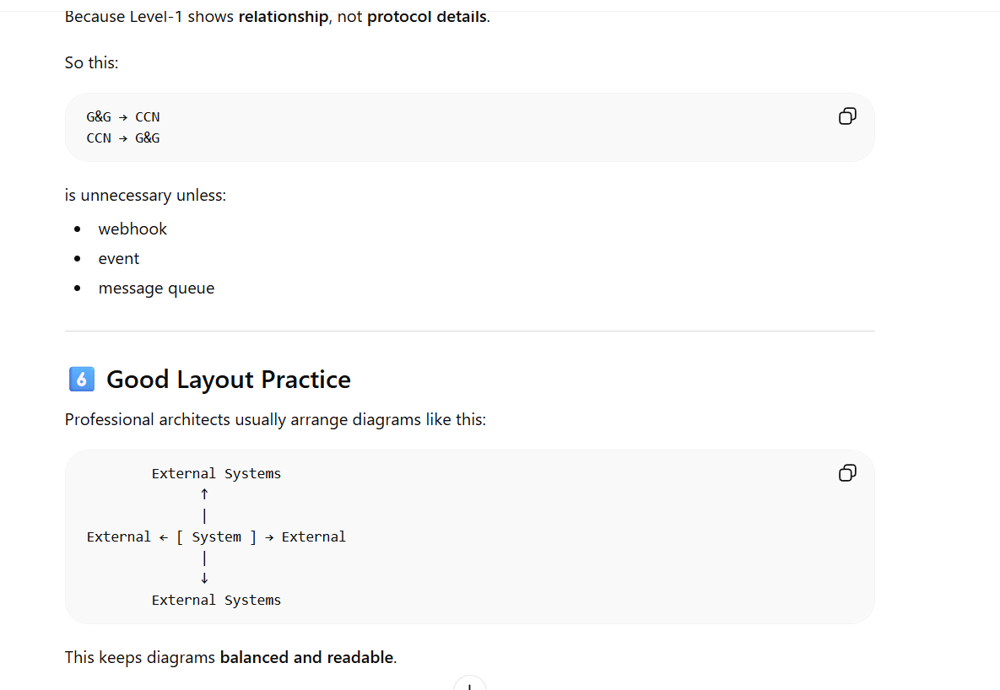 Because Level-1 shows relationship, not protocol details.
So this:
G&G → CCN
CCN → G&G
is unnecessary unless:
• webhook
• event
• message queue
6 Good Layout Practice
Professional architects usually arrange diagrams like this:
External Systems
↑
|
External ← [ System ] → External
|
↓
External Systems
This keeps diagrams balanced and readable.